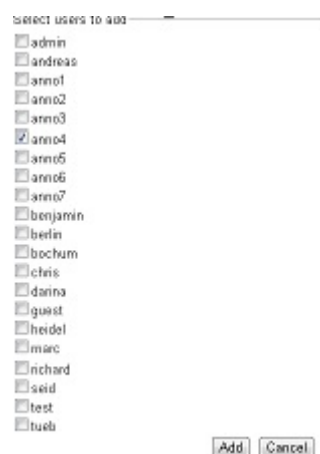 Select users to add
admin
andreas
anno1
anno2
anno3
anno4
anno5
anno6
anno7
benjamin
berlin
bochum
chris
darina
guest
heidel
marc
richard
seid
test
tueb
Add Cancel